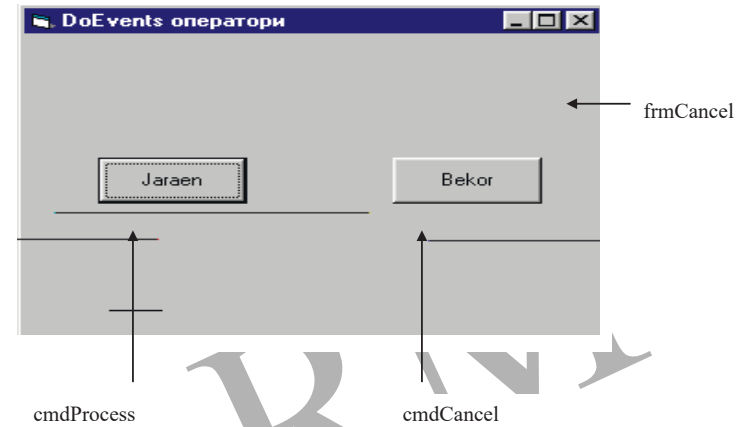 DoEvents оператори
frmCancel
Jaraen
Bekor
cmdProcess
cmdCancel